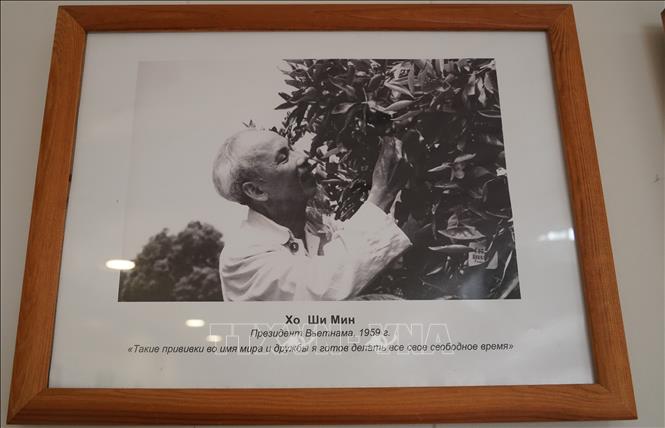 Хо Ши Мин
Президент Вьетнама, 1959 г.
«Такие прививки во имя мира и дружбы я готов делать все свое свободное время»